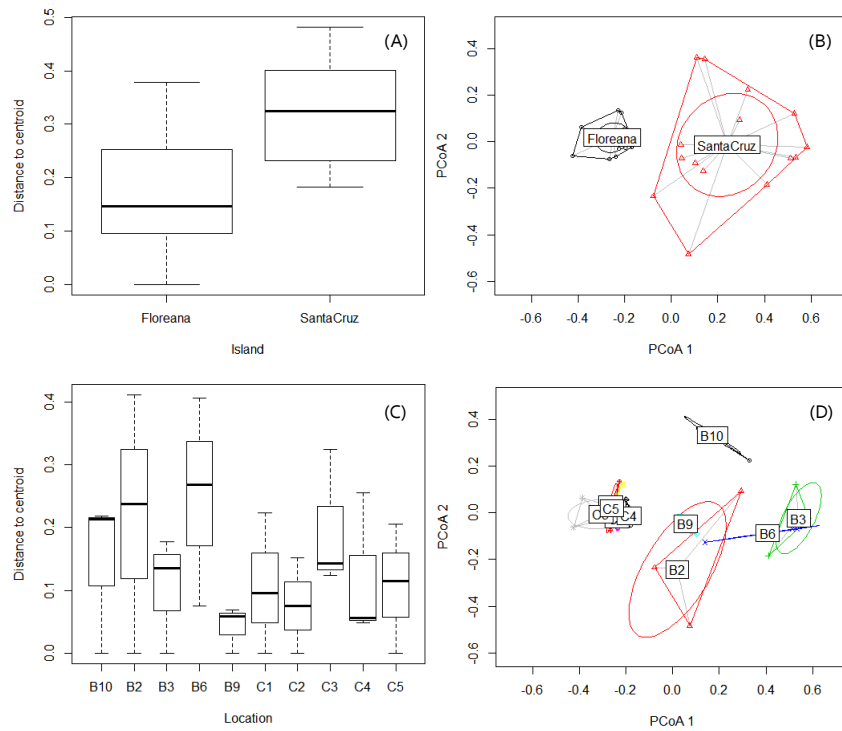 (A)
Distance to centroid
0.5
0.4
0.3
0.2
0.1
0.0
Floreana SantaCruz
Island
(B)
PCoA 2
0.4
0.2
0.0
-0.2
-0.4
-0.6
Floreana
SantaCruz
-0.6 -0.4 -0.2 0.0 0.2 0.4 0.6
PCoA 1
(C)
Distance to centroid
0.4
0.3
0.2
0.1
0.0
B10 B2 B3 B6 B9 C1 C2 C3 C4 C5
Location
(D)
PCoA 2
0.4
0.2
0.0
-0.2
-0.4
-0.6
B10
C5
C4
B9
B3
B6
B2
-0.6 -0.4 -0.2 0.0 0.2 0.4 0.6
PCoA 1